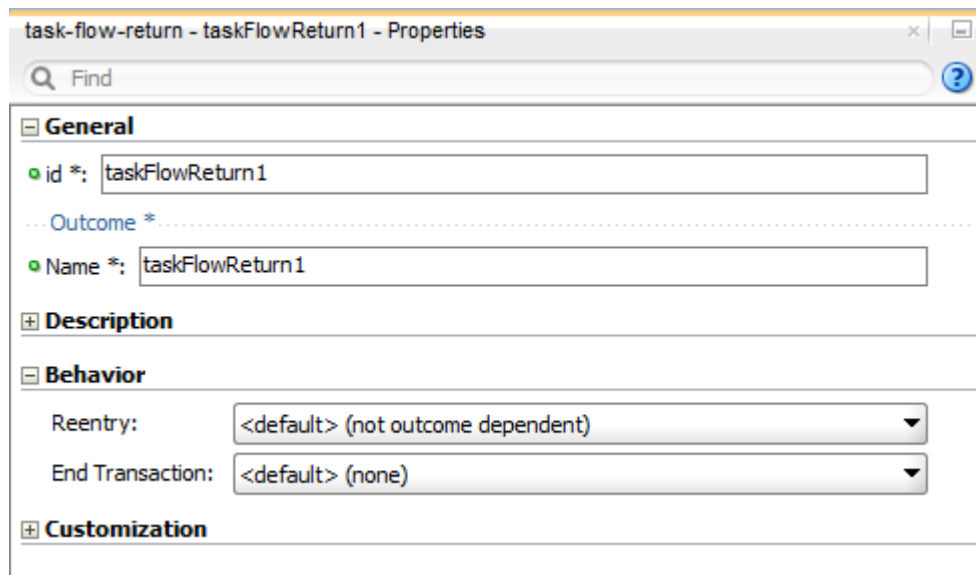 task-flow-return - taskFlowReturn1 - Properties
Find
General
id *: taskFlowReturn1
Outcome *
Name *: taskFlowReturn1
Description
Behavior
Reentry: <default> (not outcome dependent)
End Transaction: <default> (none)
Customization